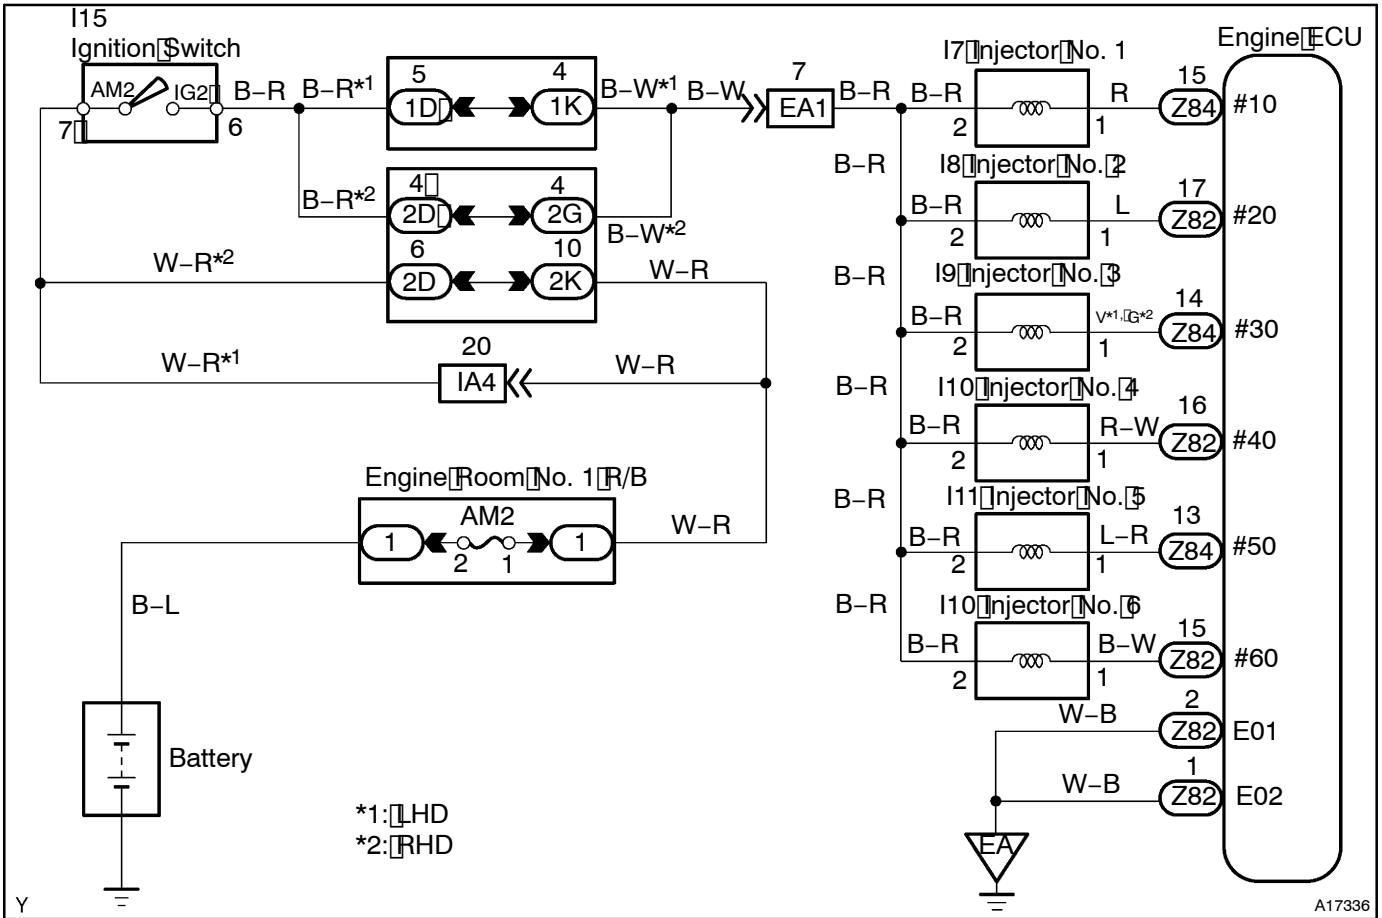 I15
Ignition Switch
AM2 IG2
7
6
B-R
B-R*1
5
1D
4
1K
B-W*1
B-W
7
EA1
B-R
B-R*2
4
2D
4
2G
B-W*2
6
2D
10
2K
W-R*2
W-R
W-R*1
20
IA4
W-R
Engine Room No. 1 R/B
1
AM2
2 1
1
W-R
B-L
Battery
*1: LHD
*2: RHD
Y
I7 Injector No. 1
B-R
2
1
R
15
Z84
#10
B-R
I8 Injector No. 2
B-R
2
1
L
17
Z82
#20
B-R
I9 Injector No. 3
B-R
2
1
V*1, G*2
14
Z84
#30
B-R
I10 Injector No. 4
B-R
2
1
R-W
16
Z82
#40
B-R
I11 Injector No. 5
B-R
2
1
L-R
13
Z84
#50
B-R
I10 Injector No. 6
B-R
2
1
B-W
15
Z82
#60
W-B
2
Z82
E01
W-B
1
Z82
E02
EA
Engine ECU
A17336